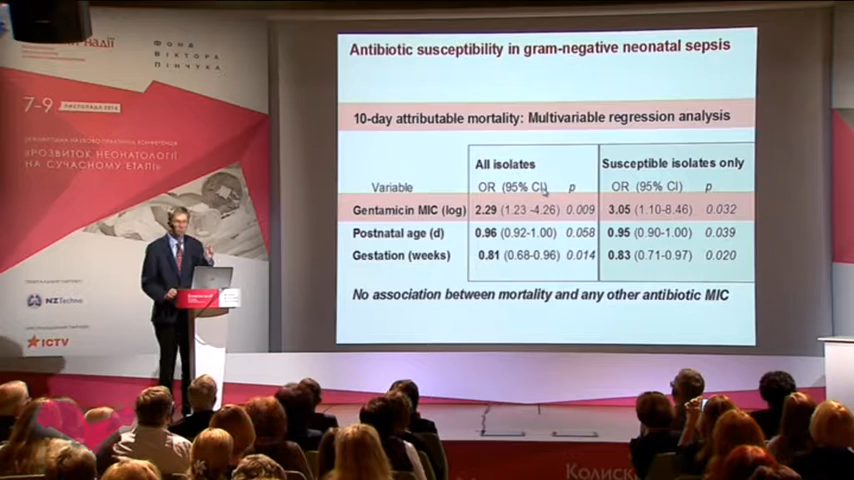 надії
ФОНД
ВІКТОРА
ПІНЧУКА
7-9
ЛИСТОПАДА
«РОЗВИТОК НЕОНАТОЛОГІЇ
НА СУЧАСНОМУ ЕТАПІ»
NZTechno
ICTV
Antibiotic susceptibility in gram-negative neonatal sepsis
10-day attributable mortality: Multivariable regression analysis
All isolates Susceptible isolates only
Variable OR (95% CI) p OR (95% CI) p
Gentamicin MIC (log) 2.29 (1.23 -4.26) 0.009 3.05 (1.10-8.46) 0.032
Postnatal age (d) 0.96 (0.92-1.00) 0.058 0.95 (0.90-1.00) 0.039
Gestation (weeks) 0.81 (0.68-0.96) 0.014 0.83 (0.71-0.97) 0.020
No association between mortality and any other antibiotic MIC